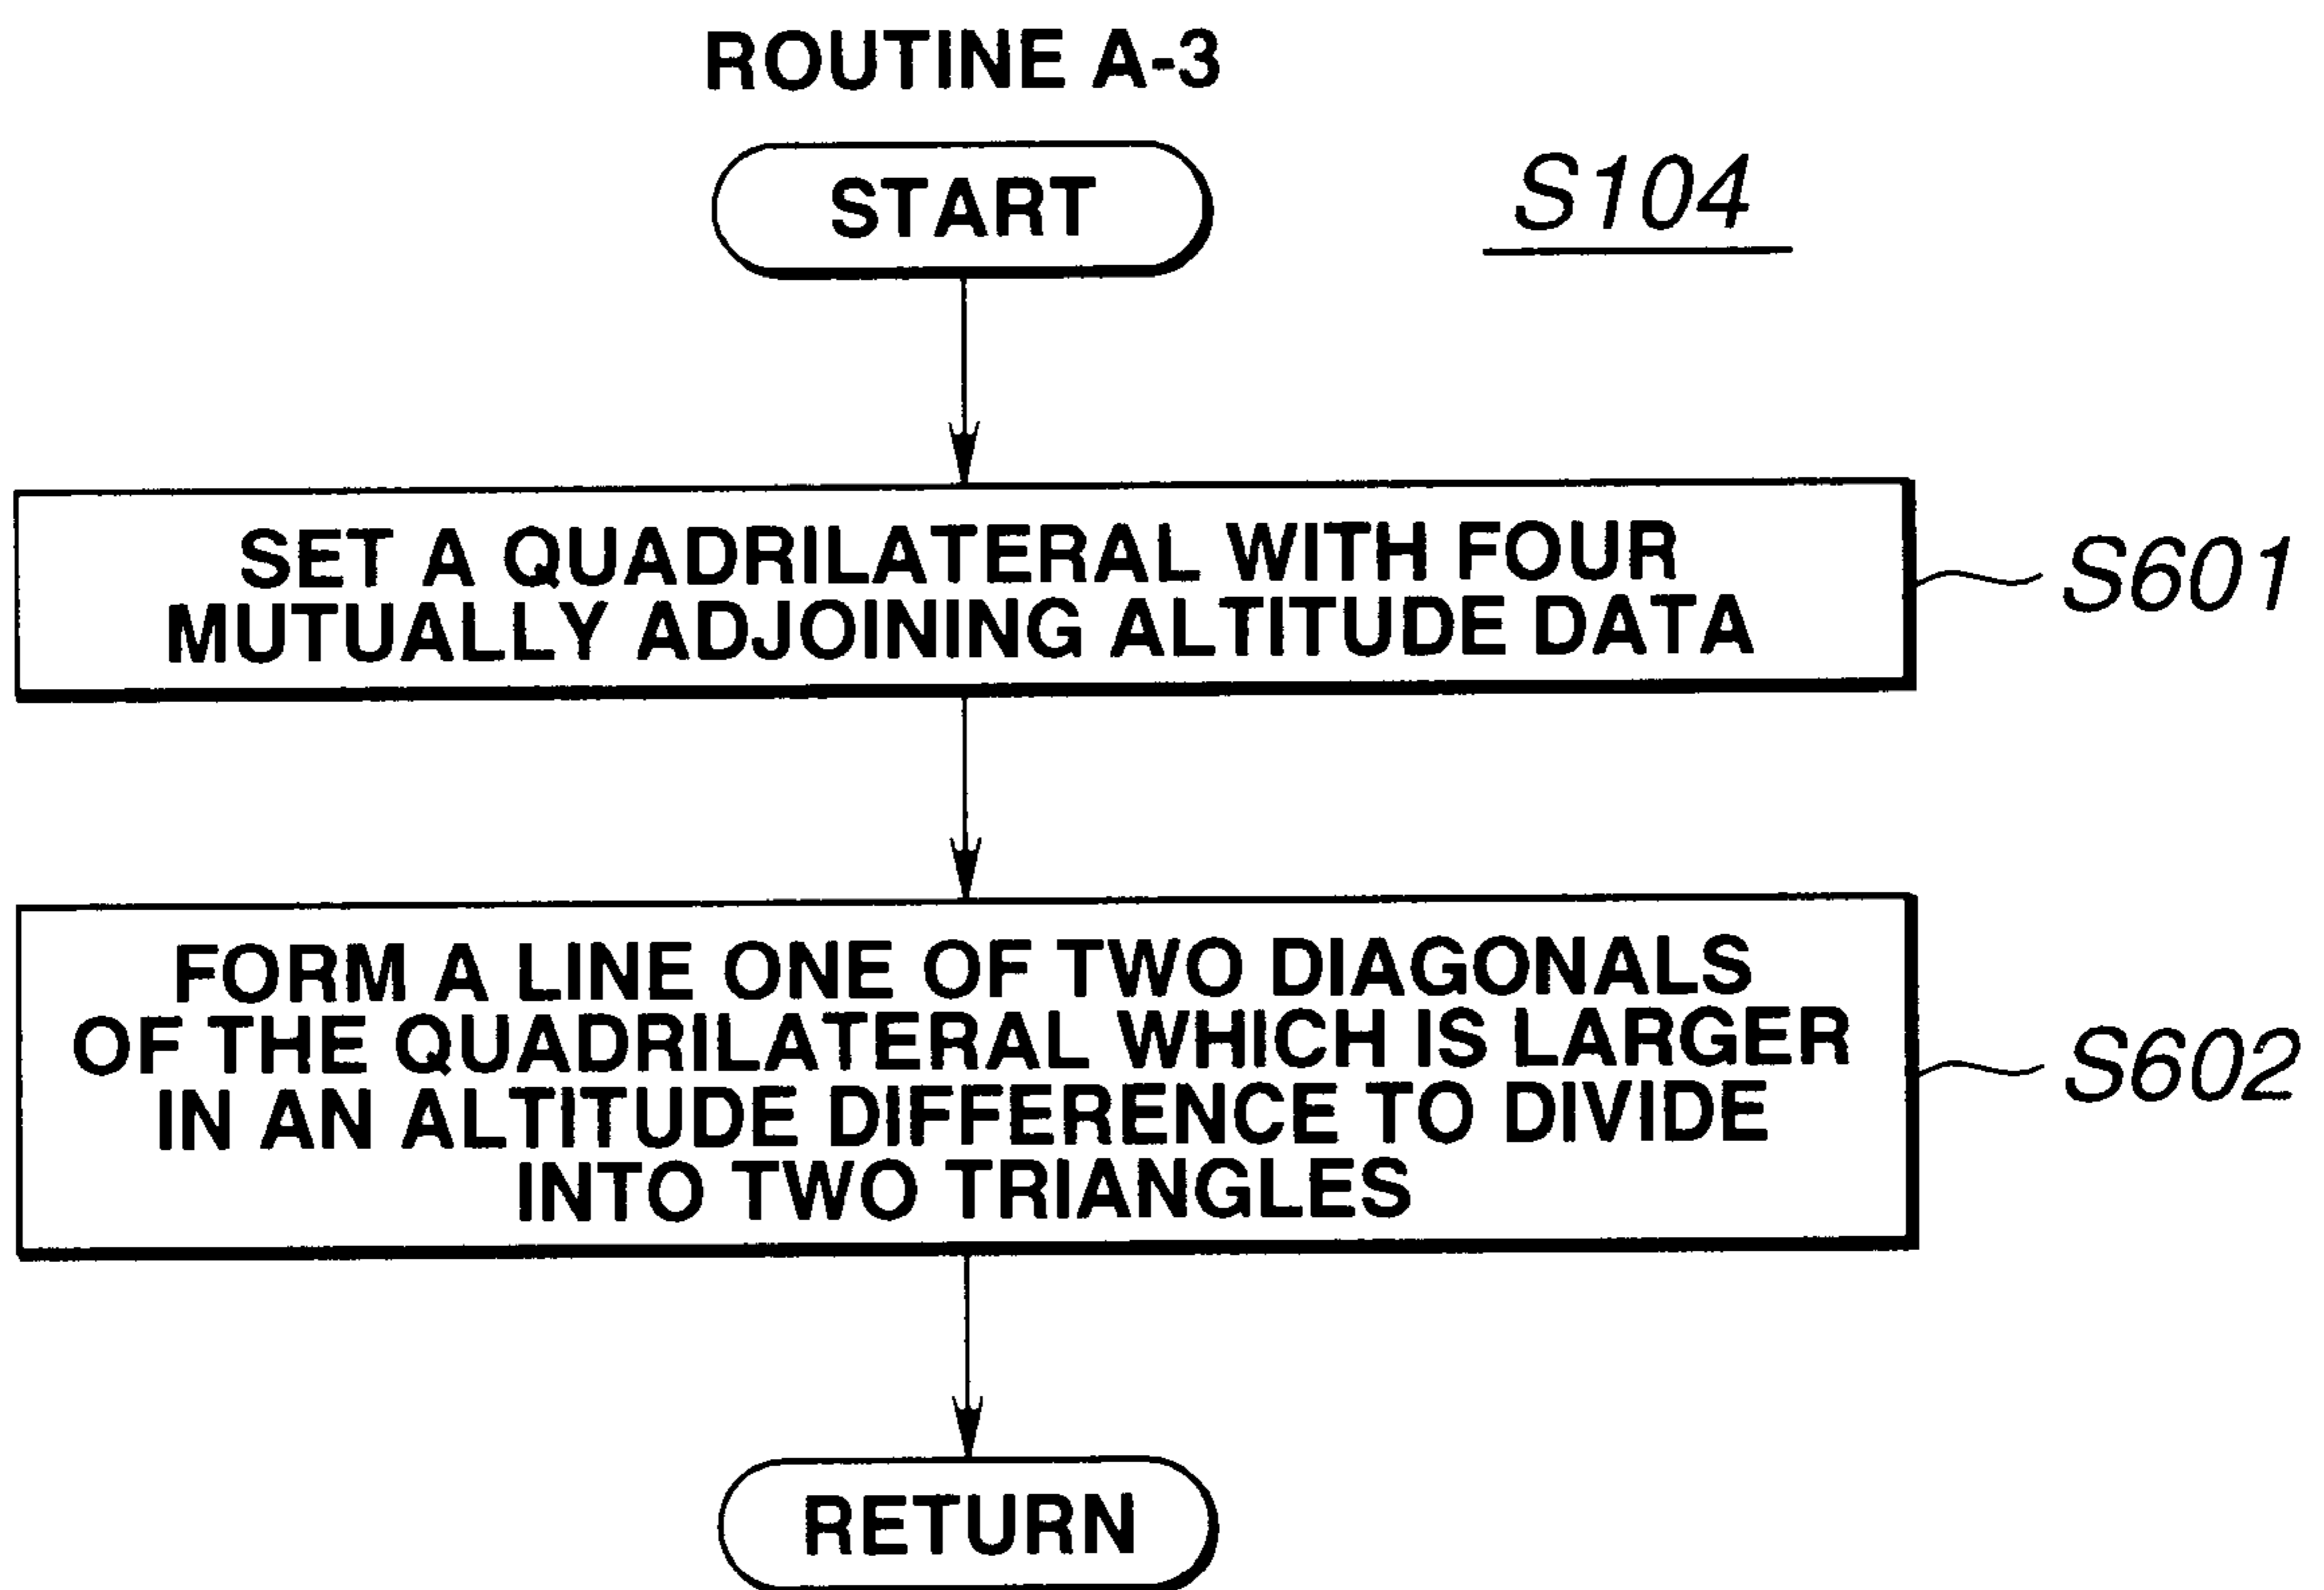 ROUTINE A-3
START
S104
SET A QUADRILATERAL WITH FOUR
MUTUALLY ADJOINING ALTITUDE DATA
S601
FORM A LINE ONE OF TWO DIAGONALS
OF THE QUADRILATERAL WHICH IS LARGER
IN AN ALTITUDE DIFFERENCE TO DIVIDE
INTO TWO TRIANGLES
S602
RETURN